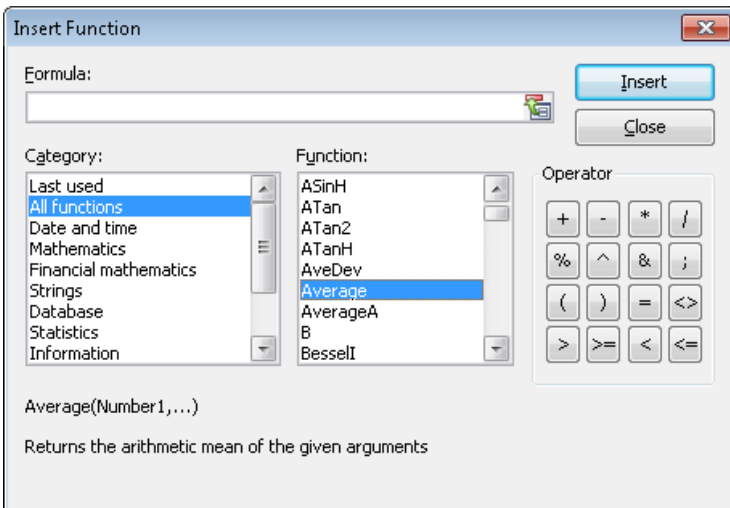 Insert Function
Formula:
Insert
Close
Category:
Last used
All functions
Date and time
Mathematics
Financial mathematics
Strings
Database
Statistics
Information
Function:
ASinH
ATan
ATan2
ATanH
AveDev
Average
AverageA
B
BesselI
Operator
+ - * /
% ^ & ;
( ) = <>
> >= < <=
Average(Number1,...)
Returns the arithmetic mean of the given arguments